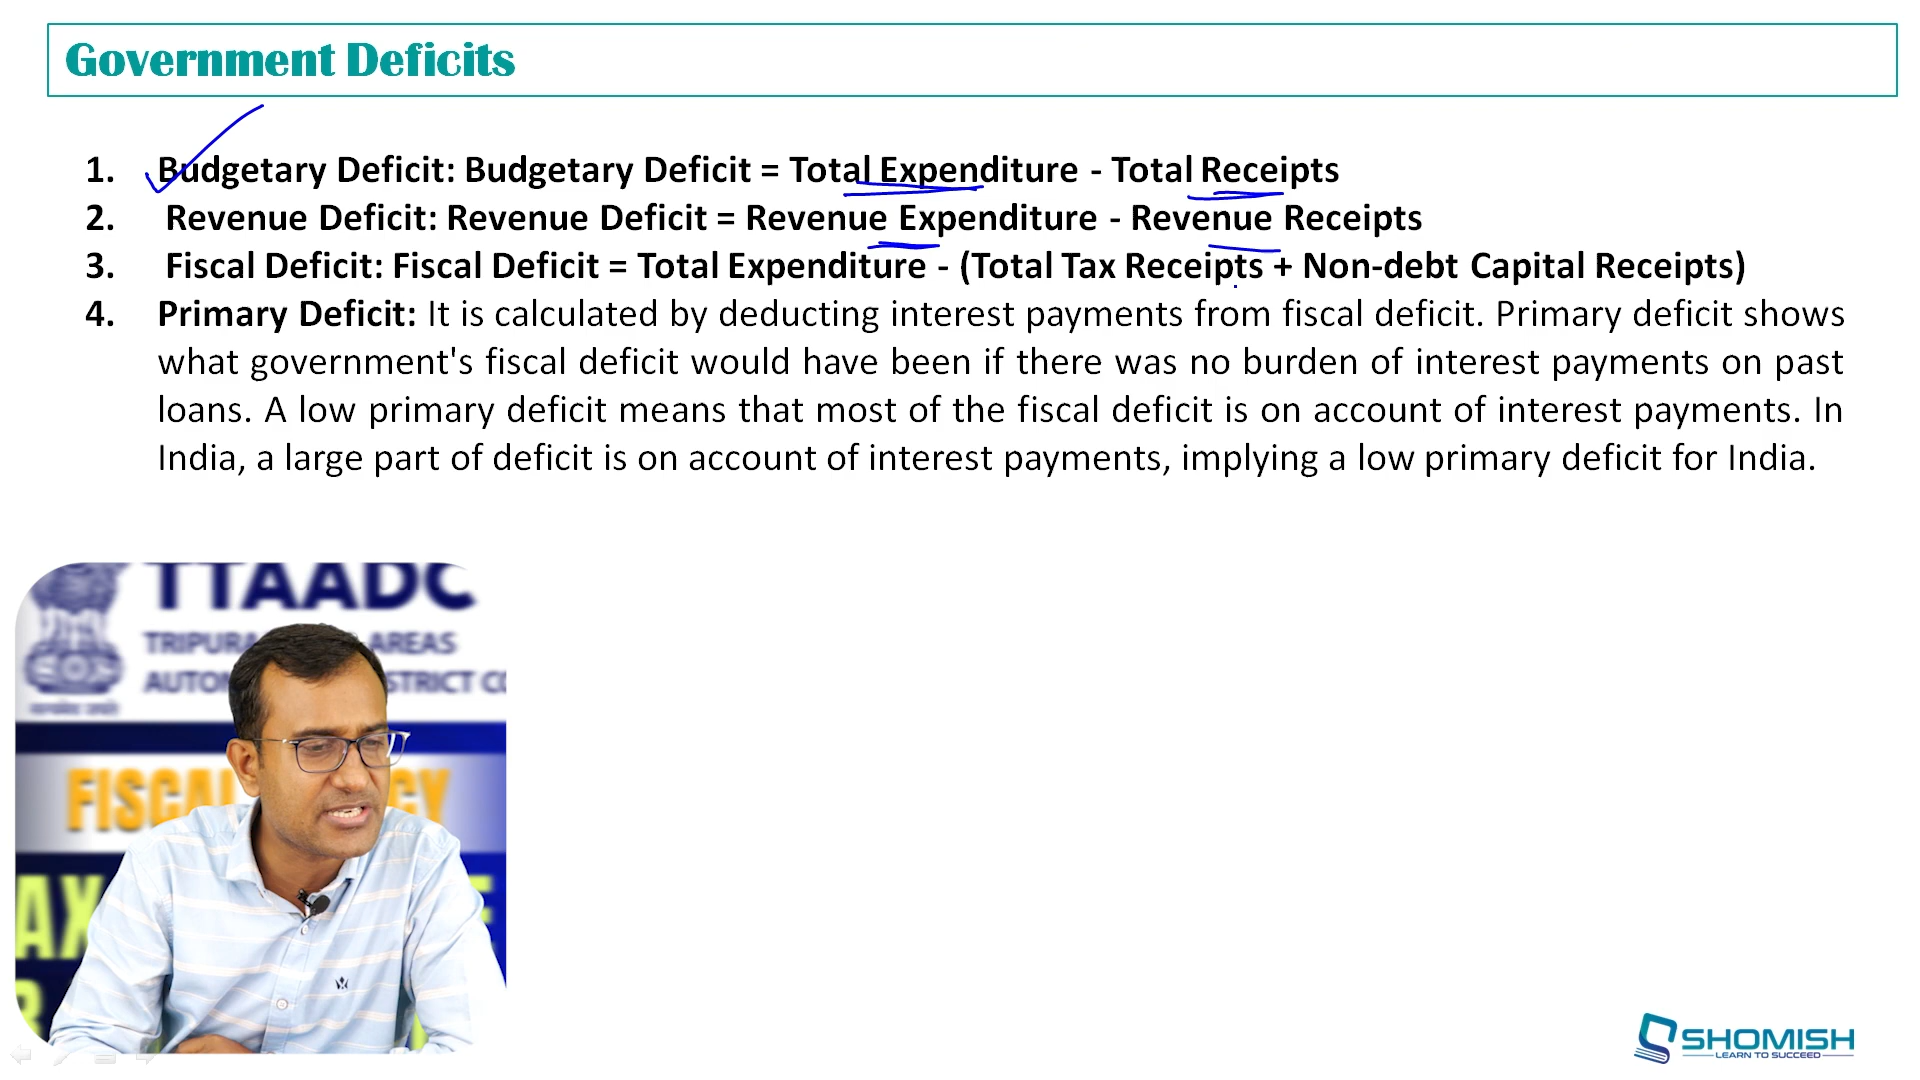 Government Deficits
1. Budgetary Deficit: Budgetary Deficit = Total Expenditure - Total Receipts
2. Revenue Deficit: Revenue Deficit = Revenue Expenditure - Revenue Receipts
3. Fiscal Deficit: Fiscal Deficit = Total Expenditure - (Total Tax Receipts + Non-debt Capital Receipts)
4. Primary Deficit: It is calculated by deducting interest payments from fiscal deficit. Primary deficit shows
what government's fiscal deficit would have been if there was no burden of interest payments on past
loans. A low primary deficit means that most of the fiscal deficit is on account of interest payments. In
India, a large part of deficit is on account of interest payments, implying a low primary deficit for India.
TTAADC
TRIPURA AREAS
FISCAL
SHOMISH
LEARN TO SUCCEED